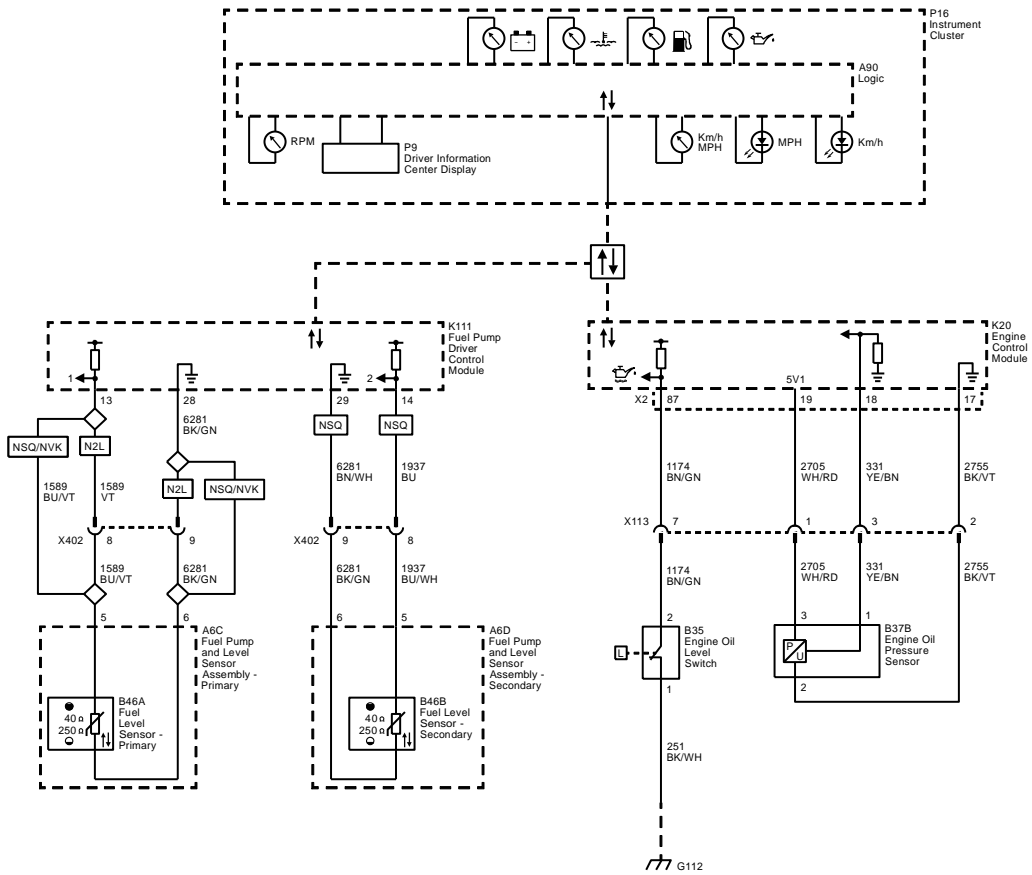 P16
Instrument
Cluster
A90
Logic
- +
RPM
P9
Driver Information
Center Display
Km/h
MPH
MPH
Km/h
K111
Fuel Pump
Driver
Control
Module
1
2
13
28
29
14
K20
Engine
Control
Module
5V1
X2
87
19
18
17
6281
BK/GN
NSQ
NSQ
NSQ/NVK
N2L
N2L
NSQ/NVK
1589
BU/VT
1589
VT
6281
BN/WH
1937
BU
1174
BN/GN
2705
WH/RD
331
YE/BN
2755
BK/VT
X402
8
9
X402
9
8
X113
7
1
3
2
1589
BU/VT
6281
BK/GN
6281
BK/GN
1937
BU/WH
1174
BN/GN
2705
WH/RD
331
YE/BN
2755
BK/VT
5
6
6
5
2
3
1
A6C
Fuel Pump
and Level
Sensor
Assembly -
Primary
A6D
Fuel Pump
and Level
Sensor
Assembly -
Secondary
L
B35
Engine Oil
Level
Switch
P
U
B37B
Engine Oil
Pressure
Sensor
1
2
40 Ω
250 Ω
B46A
Fuel
Level
Sensor -
Primary
40 Ω
250 Ω
B46B
Fuel Level
Sensor -
Secondary
251
BK/WH
G112